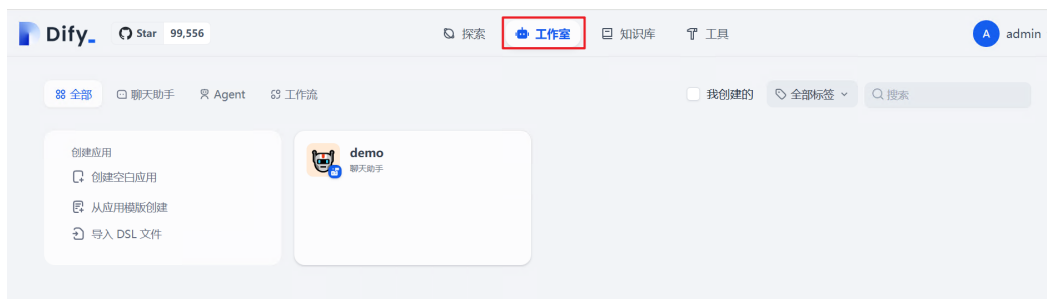 Dify_ Star 99,556 探索 工作室 知识库 工具 A admin
全部 聊天助手 Agent 工作流 我创建的 全部标签 搜索
创建应用
创建空白应用
从应用模版创建
导入 DSL 文件
demo
聊天助手